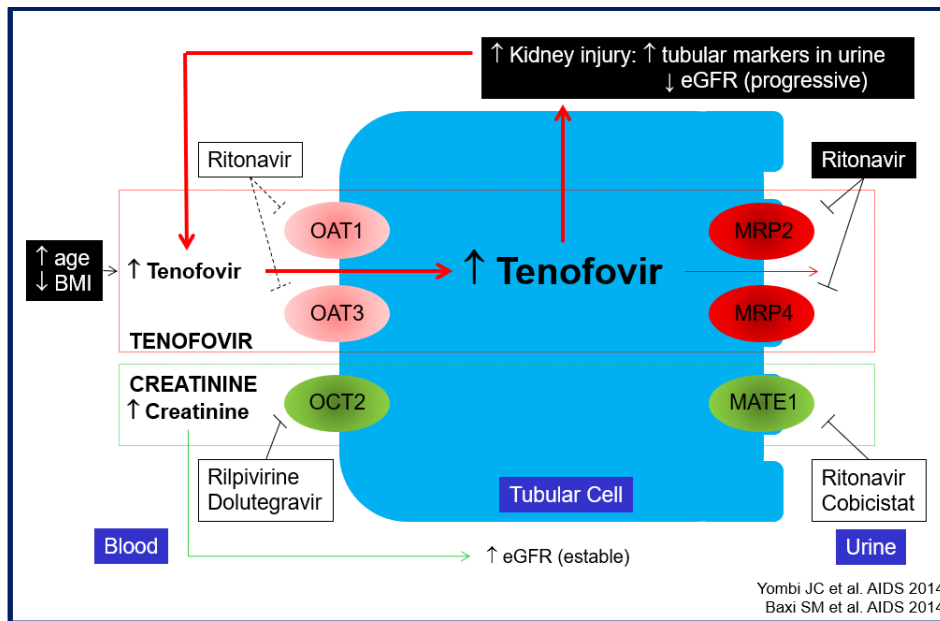 ↑ Kidney injury: ↑ tubular markers in urine
↓ eGFR (progressive)
Ritonavir
Ritonavir
OAT1
MRP2
↑ age
↓ BMI
↑ Tenofovir
↑ Tenofovir
OAT3
MRP4
TENOFOVIR
CREATININE
↑ Creatinine
OCT2
MATE1
Rilpivirine
Dolutegravir
Ritonavir
Cobicistat
Tubular Cell
Blood
Urine
↑ eGFR (estable)
Yombi JC et al. AIDS 2014
Baxi SM et al. AIDS 2014